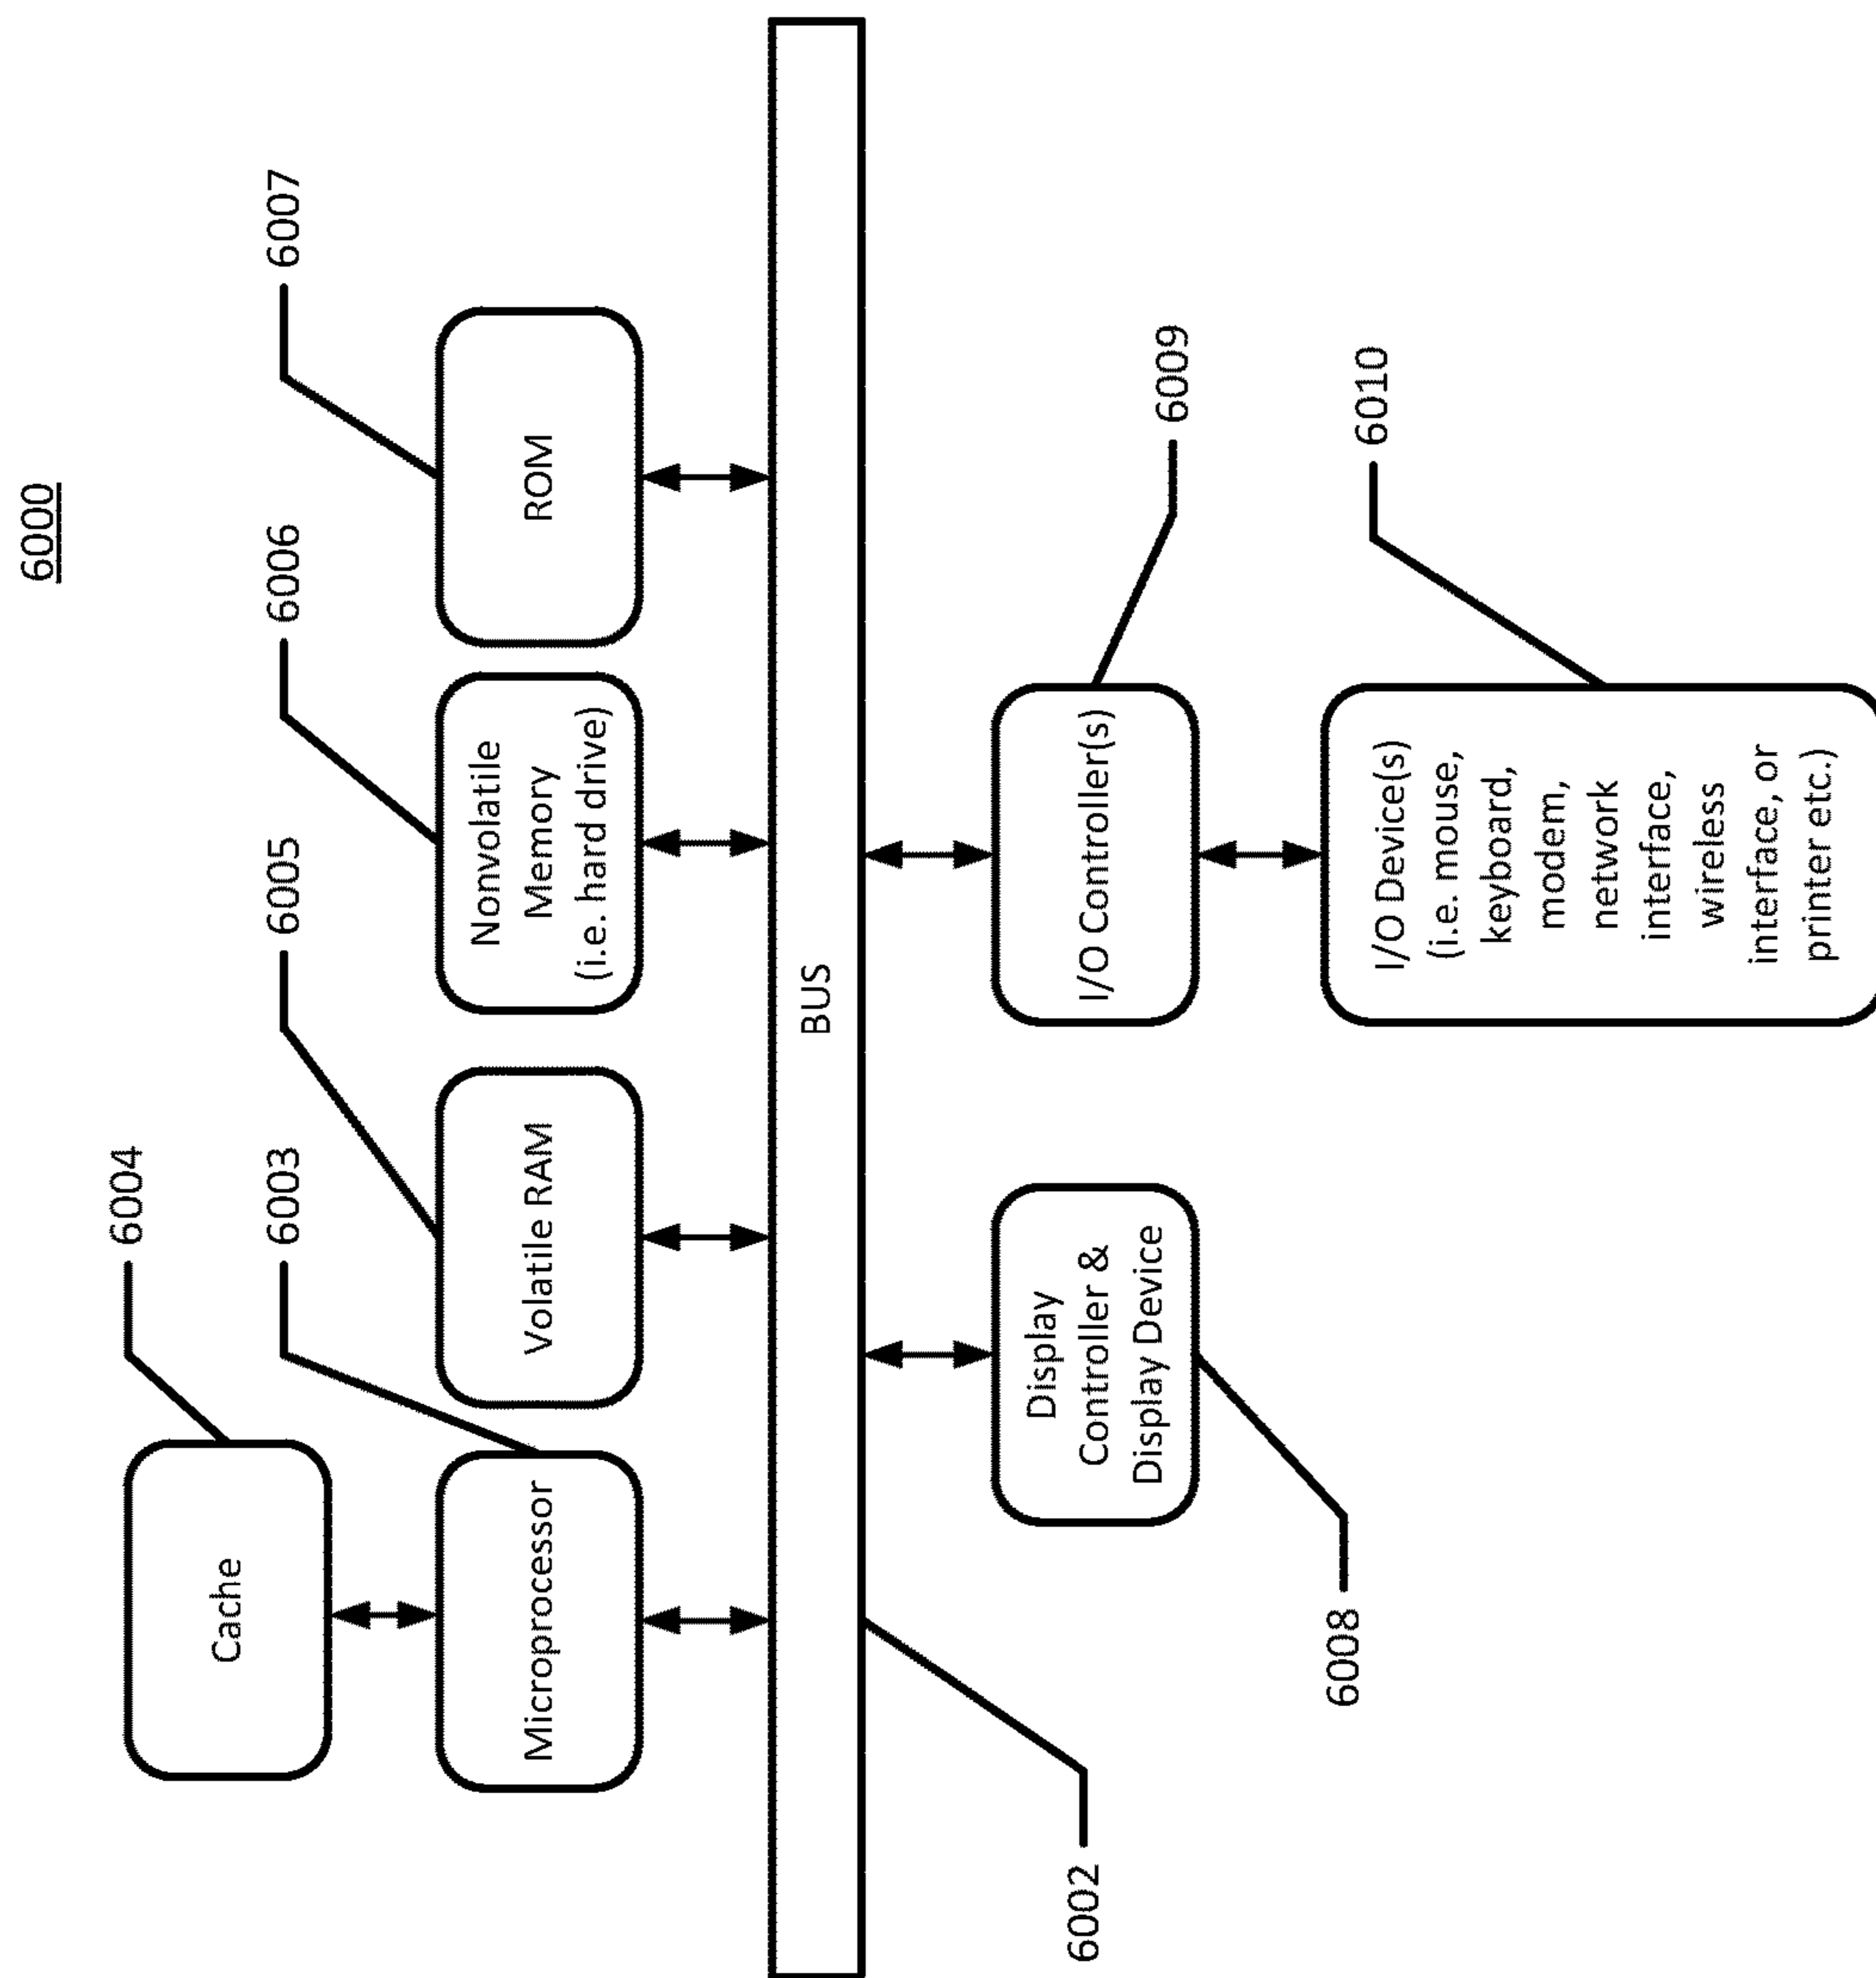 6000
6004
6003
6005
6006
6007
Cache
Microprocessor
Volatile RAM
Nonvolatile
Memory
(i.e. hard drive)
ROM
BUS
6002
Display
Controller &
Display Device
6008
I/O Controller(s)
6009
I/O Device(s)
(i.e. mouse,
keyboard,
modem,
network
interface,
wireless
interface, or
printer etc.)
6010